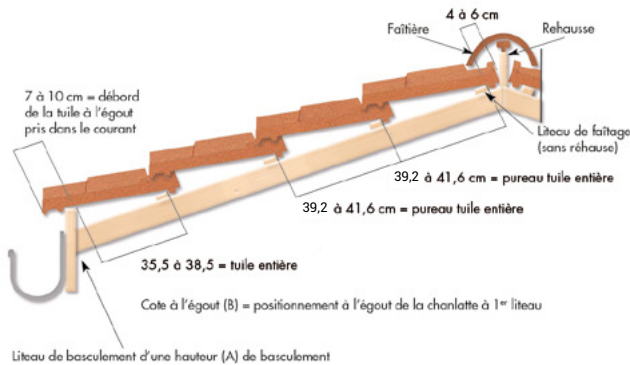 4 à 6 cm
Faîtière
Rehausse
7 à 10 cm = débord
de la tuile à l'égout
pris dans le courant
Liteau de faîtage
(sans réhause)
39,2 à 41,6 cm = pureau tuile entière
39,2 à 41,6 cm = pureau tuile entière
35,5 à 38,5 = tuile entière
Cote à l'égout (B) = positionnement à l'égout de la chanlatte à 1er liteau
Liteau de basculement d'une hauteur (A) de basculement